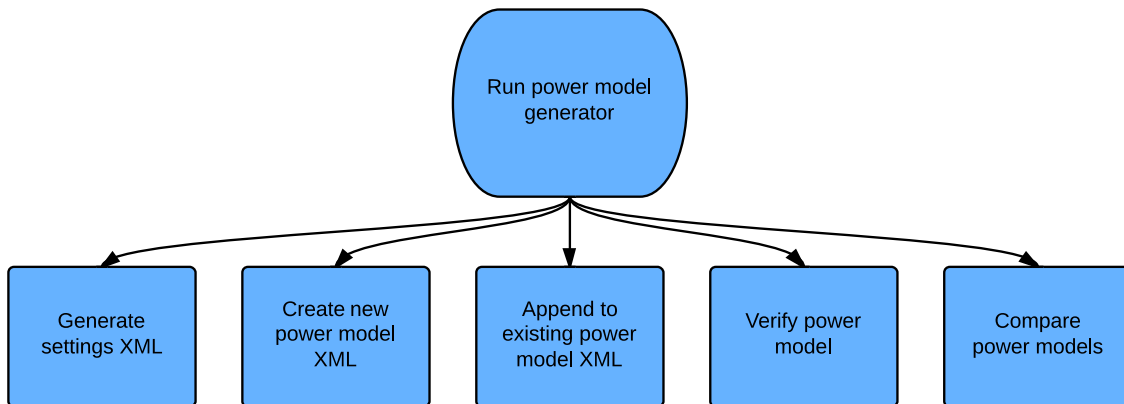 Run power model
generator
Generate
settings XML
Create new
power model
XML
Append to
existing power
model XML
Verify power
model
Compare
power models